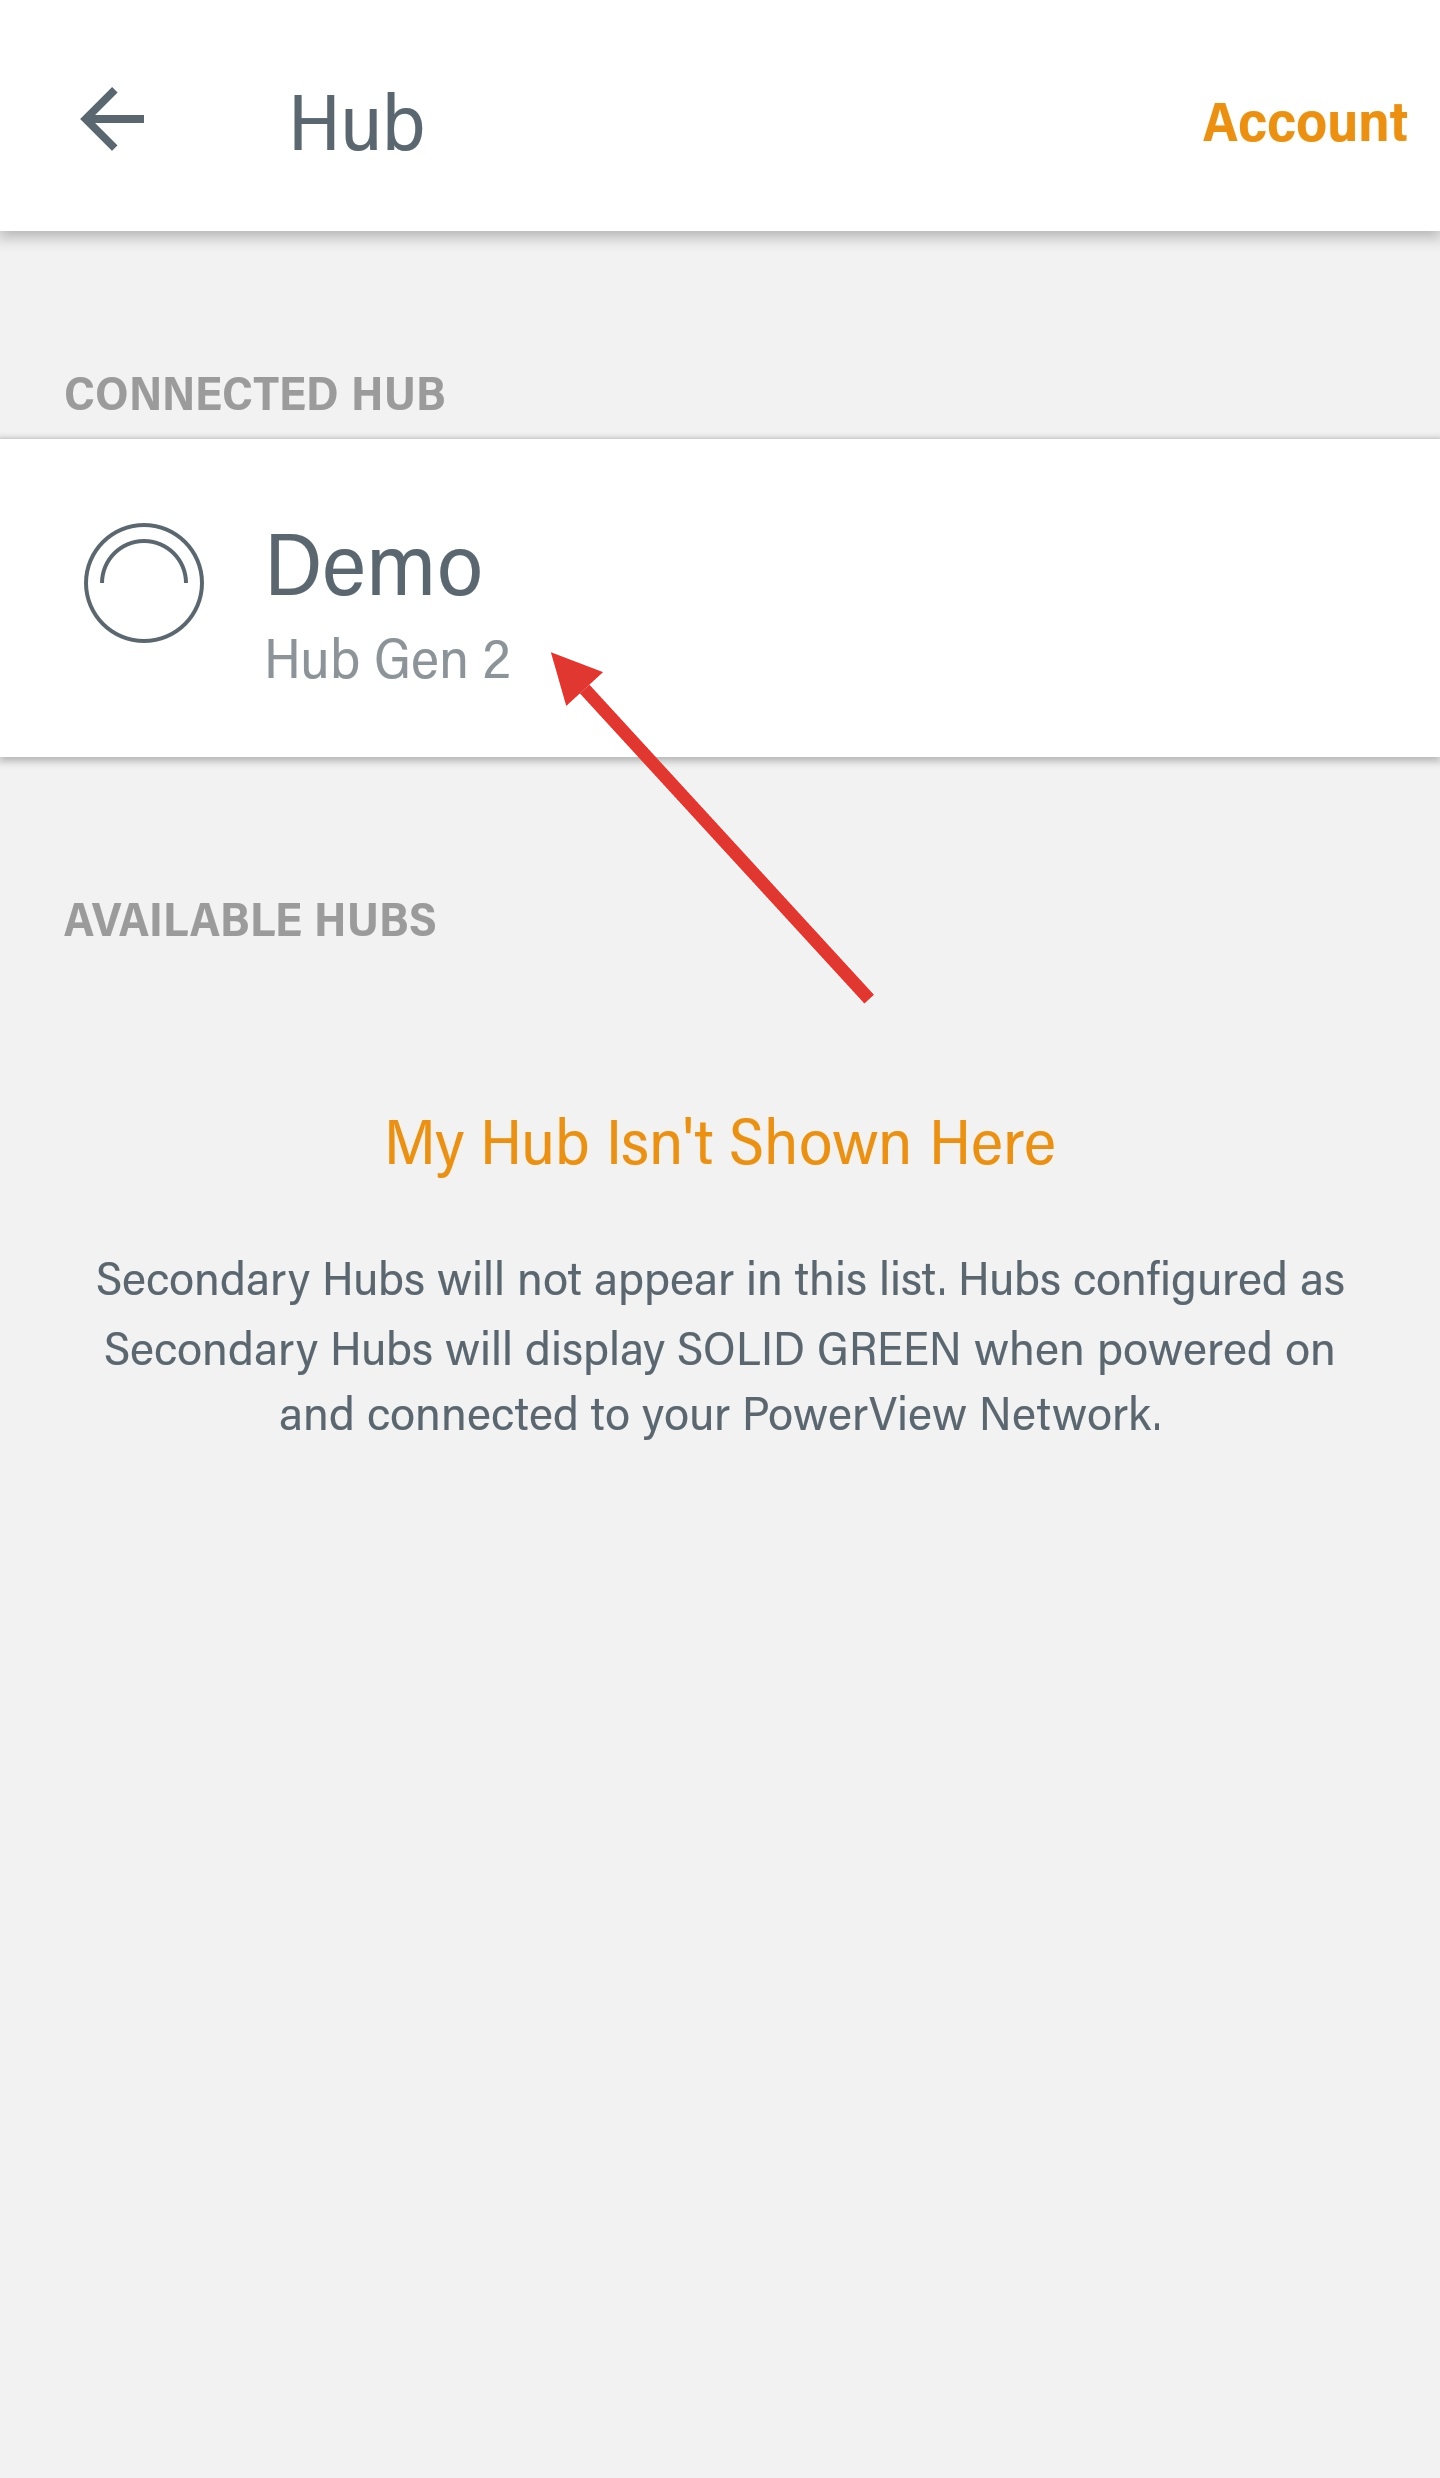 Hub
Account
CONNECTED HUB
Demo
Hub Gen 2
AVAILABLE HUBS
My Hub Isn't Shown Here
Secondary Hubs will not appear in this list. Hubs configured as
Secondary Hubs will display SOLID GREEN when powered on
and connected to your PowerView Network.